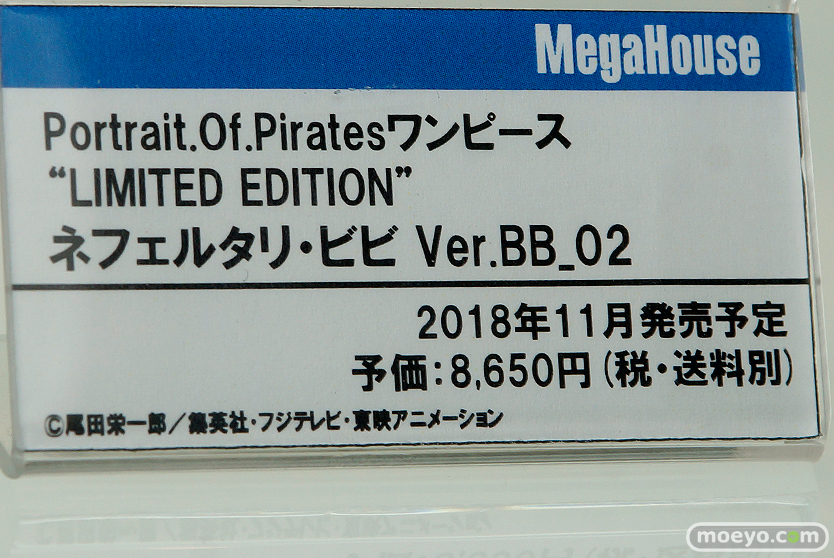 MegaHouse
Portrait.Of.Piratesワンピース
“LIMITED EDITION”
ネフェルタリ・ビビ Ver.BB_02
2018年11月発売予定
予価:8,650円(税・送料別)
©尾田栄一郎／集英社・フジテレビ・東映アニメーション
moeyo.com